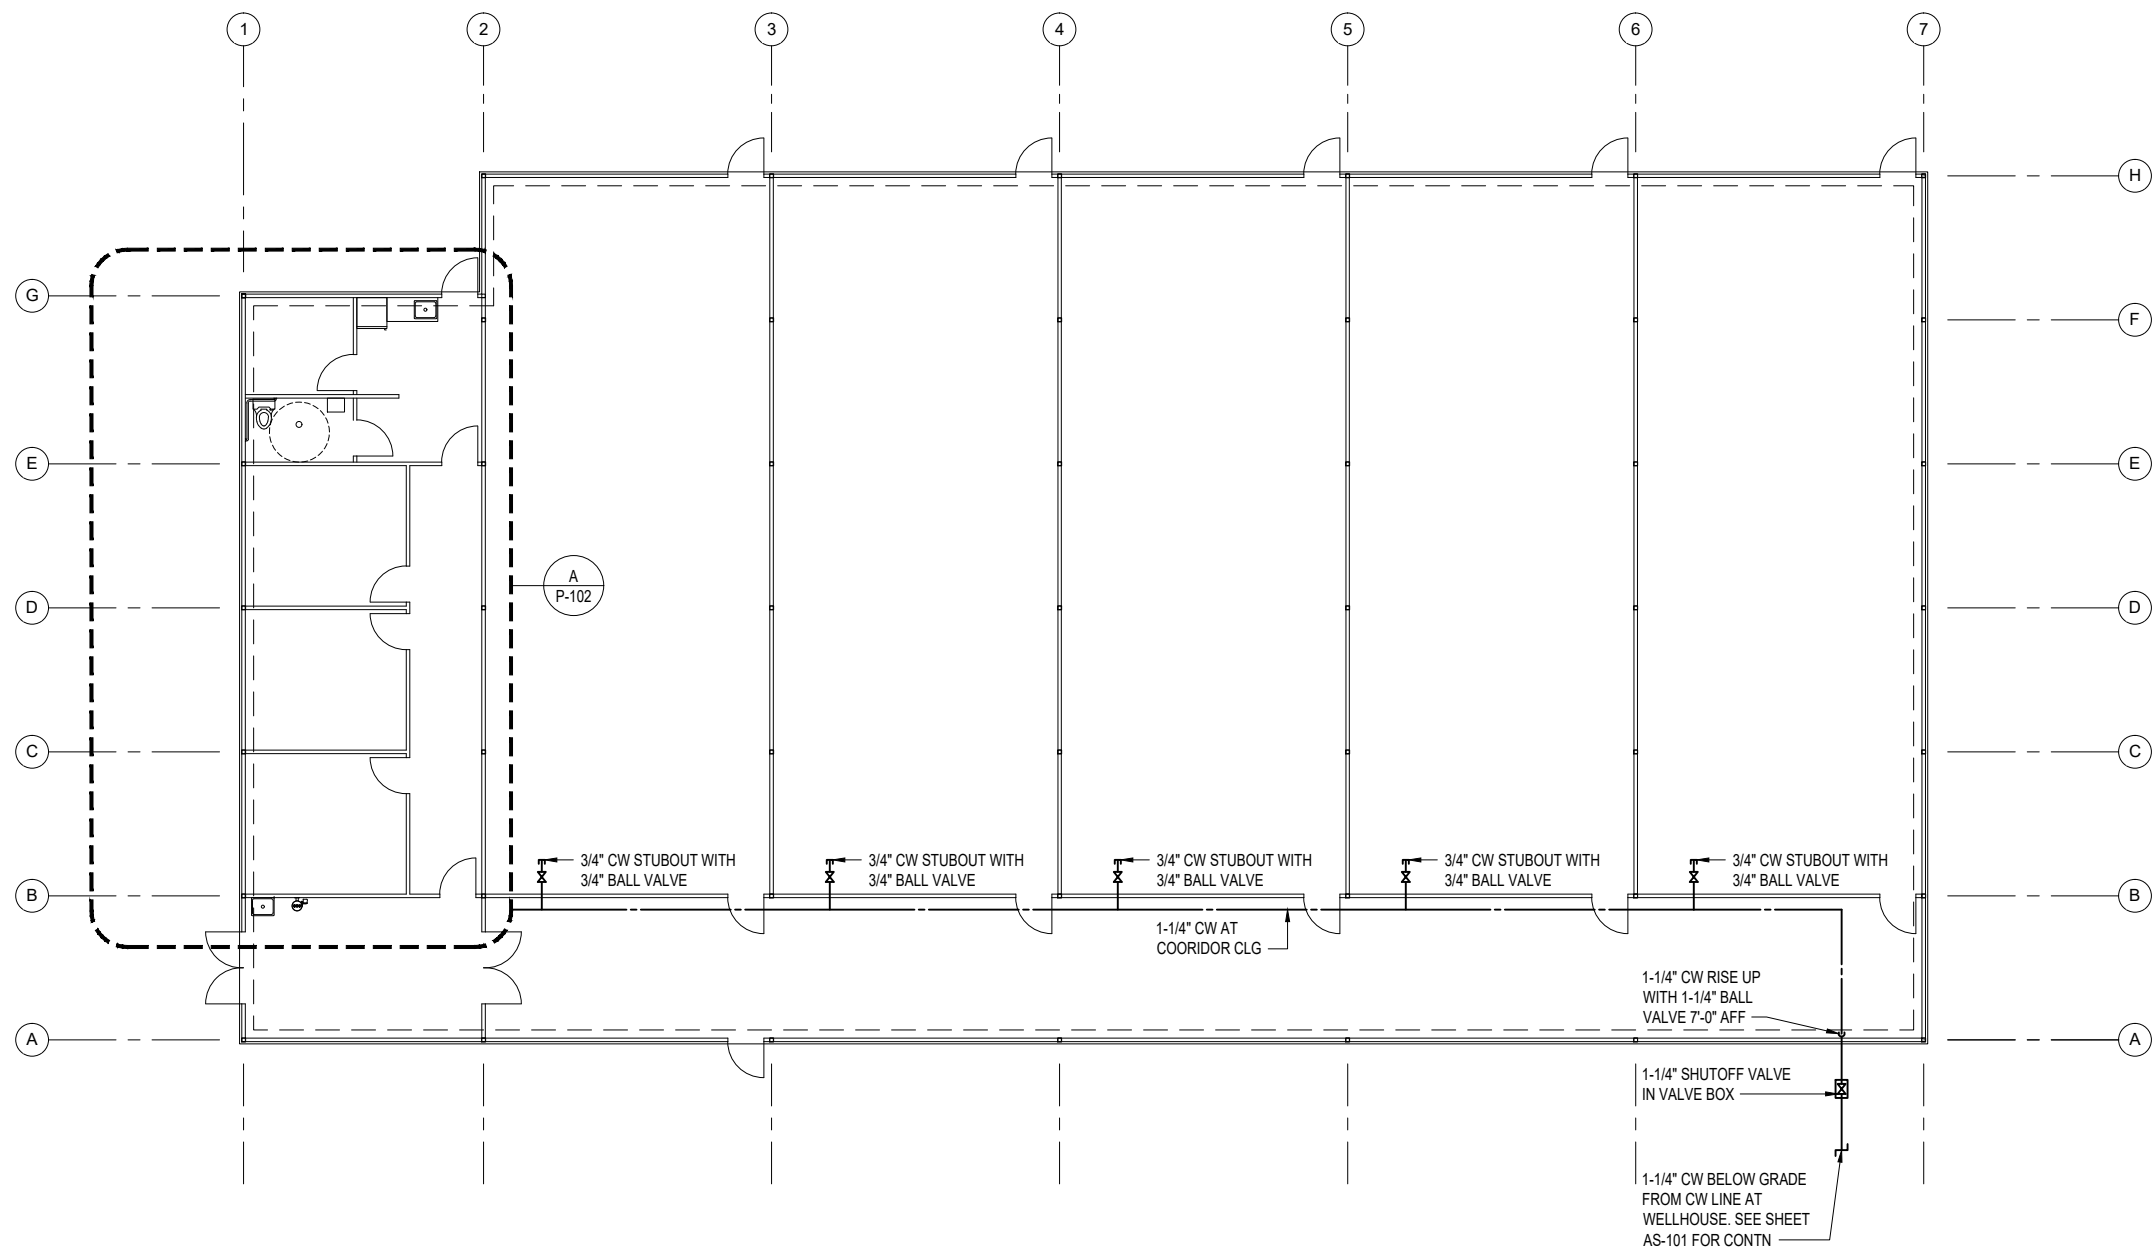 1
2
3
4
5
6
7
H
G
F
E
E
A
P-102
D
D
C
C
3/4" CW STUBOUT WITH
3/4" BALL VALVE
3/4" CW STUBOUT WITH
3/4" BALL VALVE
3/4" CW STUBOUT WITH
3/4" BALL VALVE
3/4" CW STUBOUT WITH
3/4" BALL VALVE
3/4" CW STUBOUT WITH
3/4" BALL VALVE
B
B
1-1/4" CW AT
COORIDOR CLG
1-1/4" CW RISE UP
WITH 1-1/4" BALL
VALVE 7'-0" AFF
A
A
1-1/4" SHUTOFF VALVE
IN VALVE BOX
1-1/4" CW BELOW GRADE
FROM CW LINE AT
WELLHOUSE. SEE SHEET
AS-101 FOR CONTN